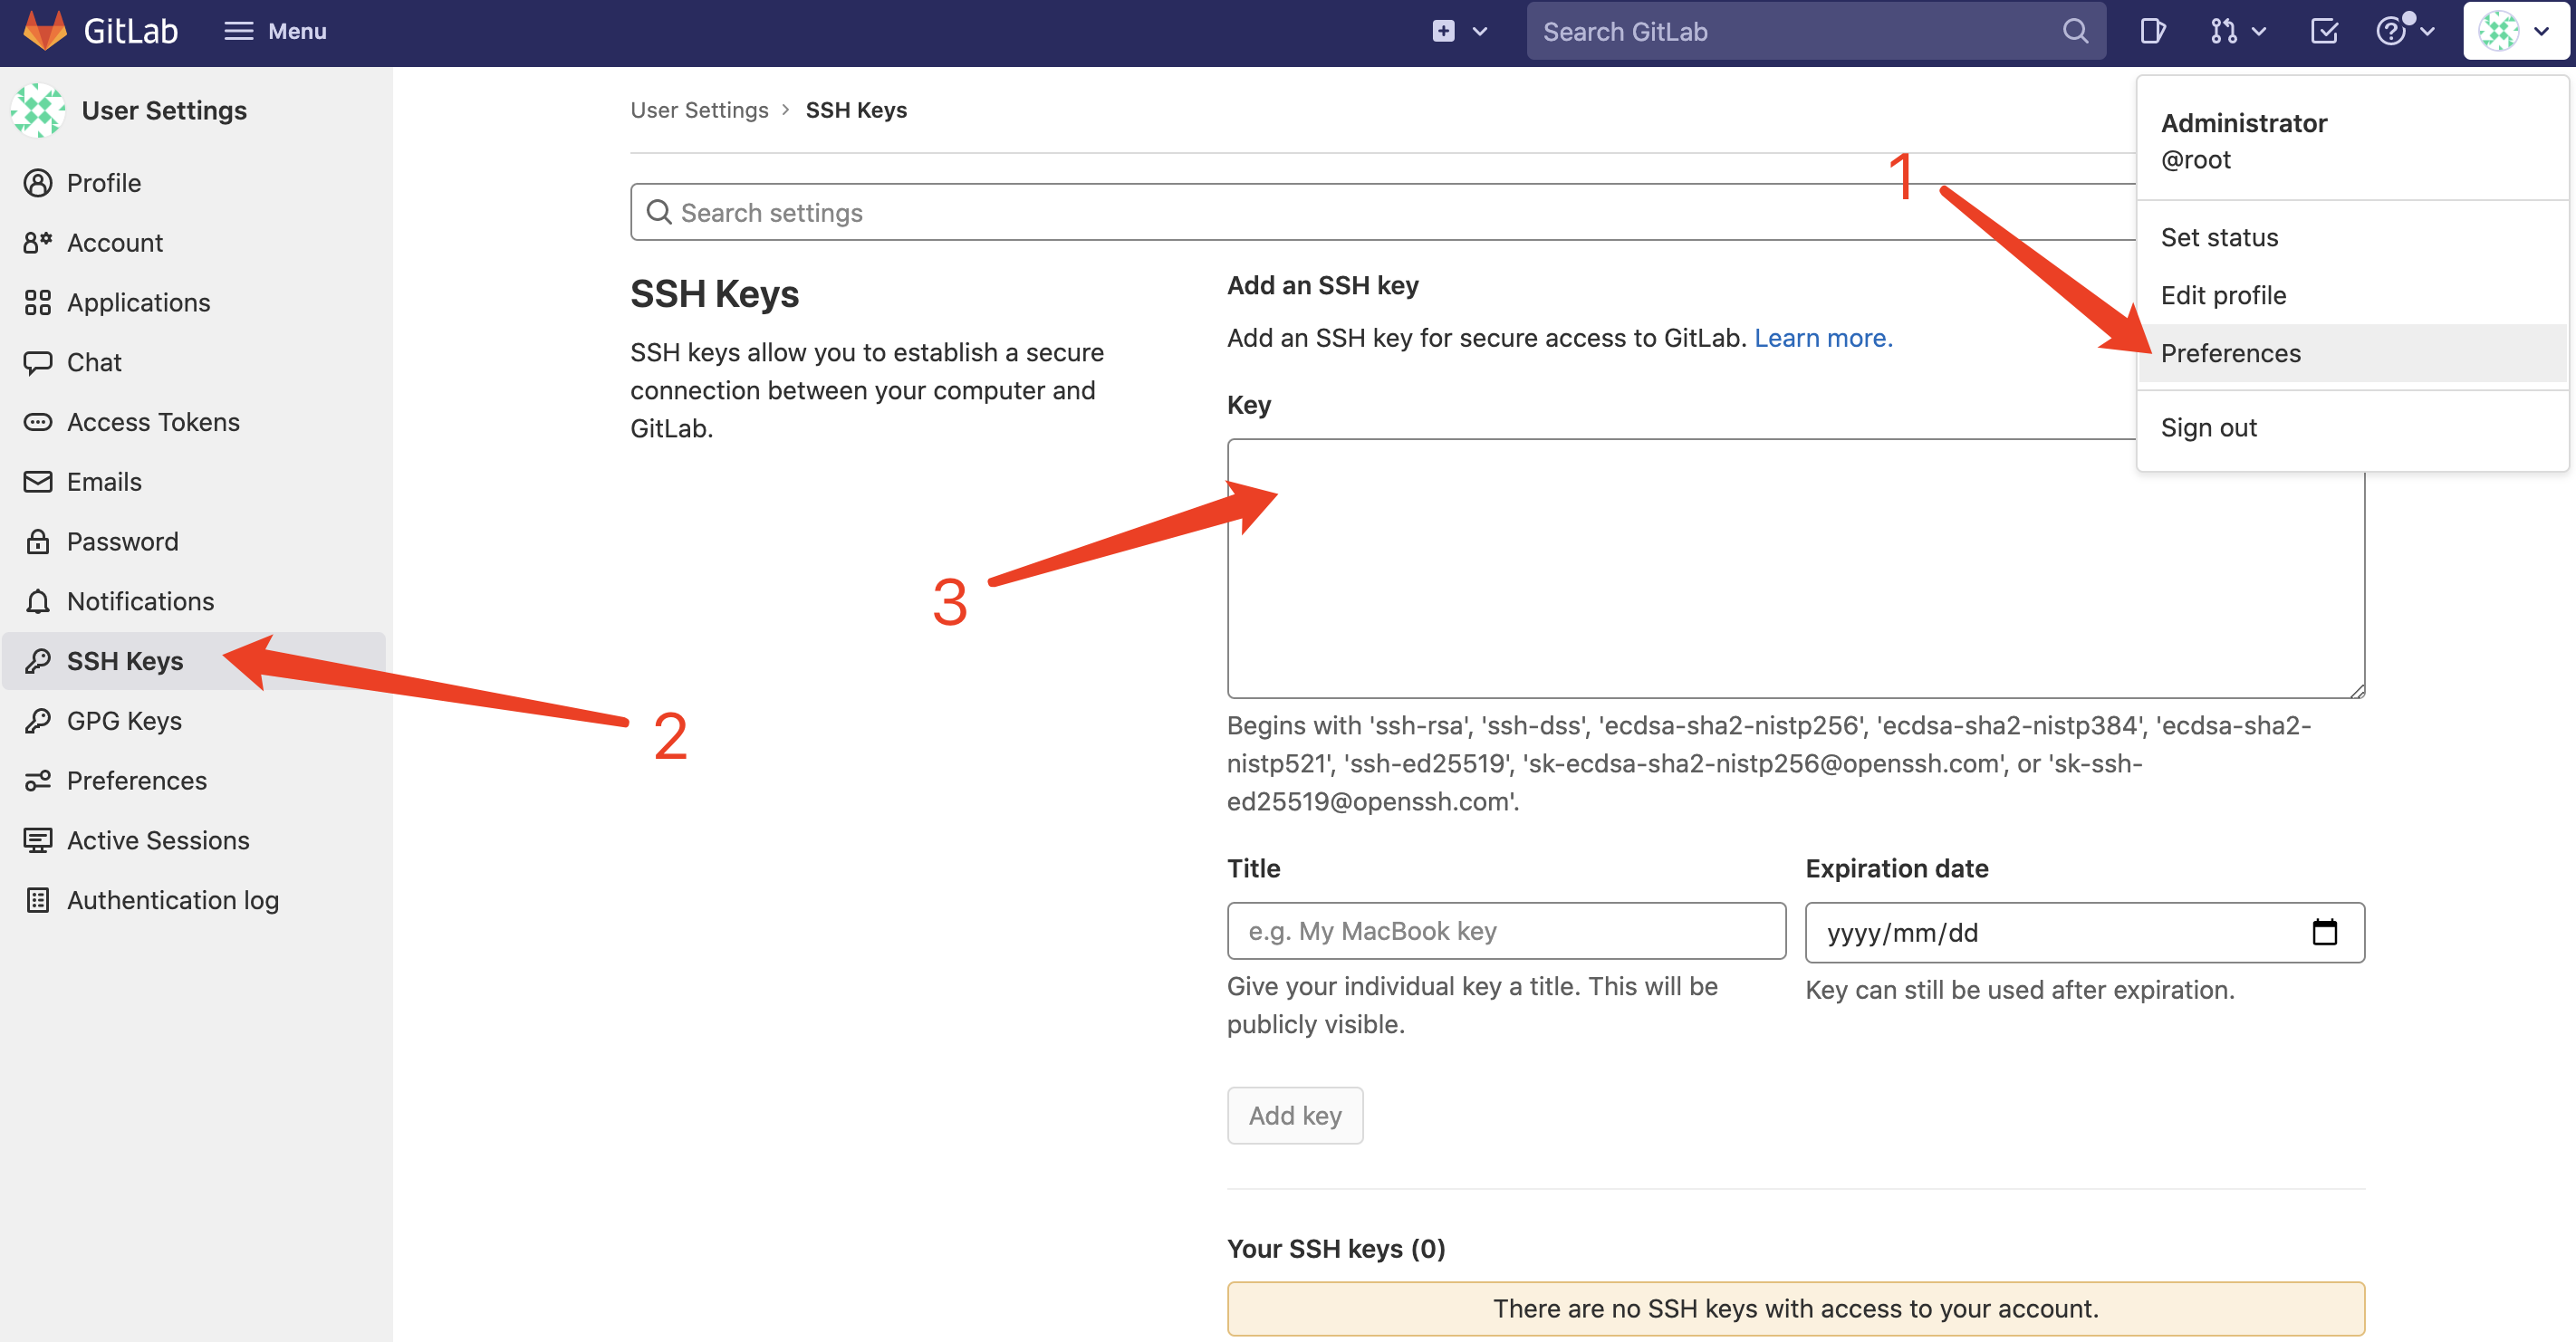 GitLab
Menu
Search GitLab
User Settings
Profile
Account
Applications
Chat
Access Tokens
Emails
Password
Notifications
SSH Keys
GPG Keys
Preferences
Active Sessions
Authentication log
2
User Settings › SSH Keys
Search settings
SSH Keys
SSH keys allow you to establish a secure
connection between your computer and
GitLab.
3
Add an SSH key
Add an SSH key for secure access to GitLab. Learn more.
Key
Begins with 'ssh-rsa', 'ssh-dss', 'ecdsa-sha2-nistp256', 'ecdsa-sha2-nistp384', 'ecdsa-sha2-
nistp521', 'ssh-ed25519', 'sk-ecdsa-sha2-nistp256@openssh.com', or 'sk-ssh-
ed25519@openssh.com'.
Title
e.g. My MacBook key
Give your individual key a title. This will be
publicly visible.
Expiration date
yyyy/mm/dd
Key can still be used after expiration.
Add key
Your SSH keys (0)
There are no SSH keys with access to your account.
1
Administrator
@root
Set status
Edit profile
Preferences
Sign out